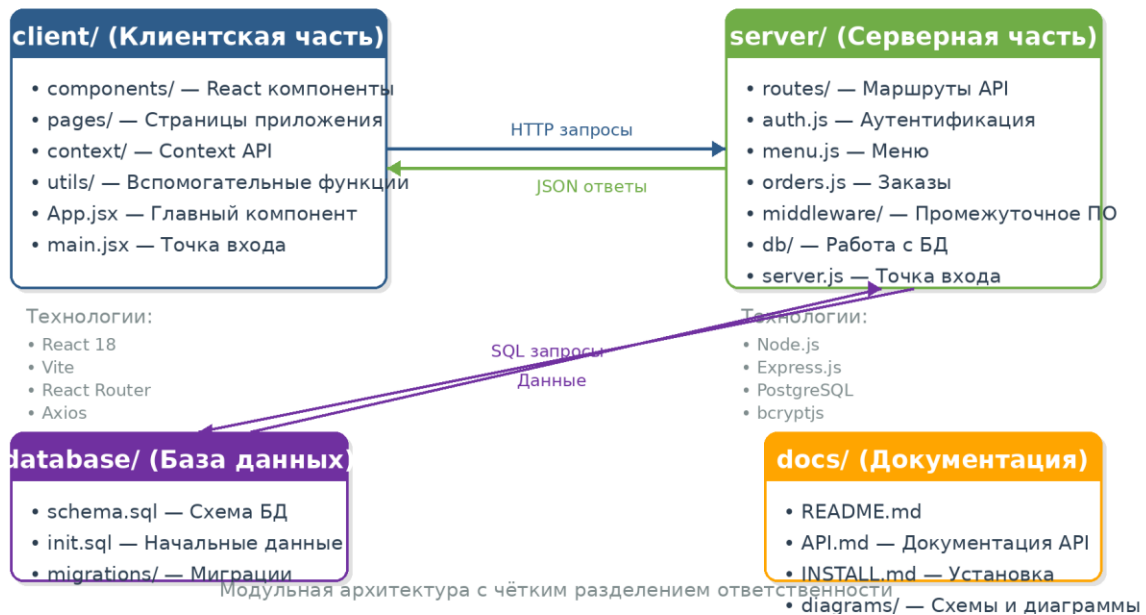 client/ (Клиентская часть)
• components/ — React компоненты
• pages/ — Страницы приложения
• context/ — Context API
• utils/ — Вспомогательные функции
• App.jsx — Главный компонент
• main.jsx — Точка входа
HTTP запросы
JSON ответы
server/ (Серверная часть)
• routes/ — Маршруты API
• auth.js — Аутентификация
• menu.js — Меню
• orders.js — Заказы
• middleware/ — Промежуточное ПО
• db/ — Работа с БД
• server.js — Точка входа
Технологии:
• React 18
• Vite
• React Router
• Axios
SQL запросы
Данные
Технологии:
• Node.js
• Express.js
• PostgreSQL
• bcryptjs
database/ (База данных)
• schema.sql — Схема БД
• init.sql — Начальные данные
• migrations/ — Миграции
docs/ (Документация)
• README.md
• API.md — Документация API
• INSTALL.md — Установка
• diagrams/ — Схемы и диаграммы
Модульная архитектура с чётким разделением ответственности